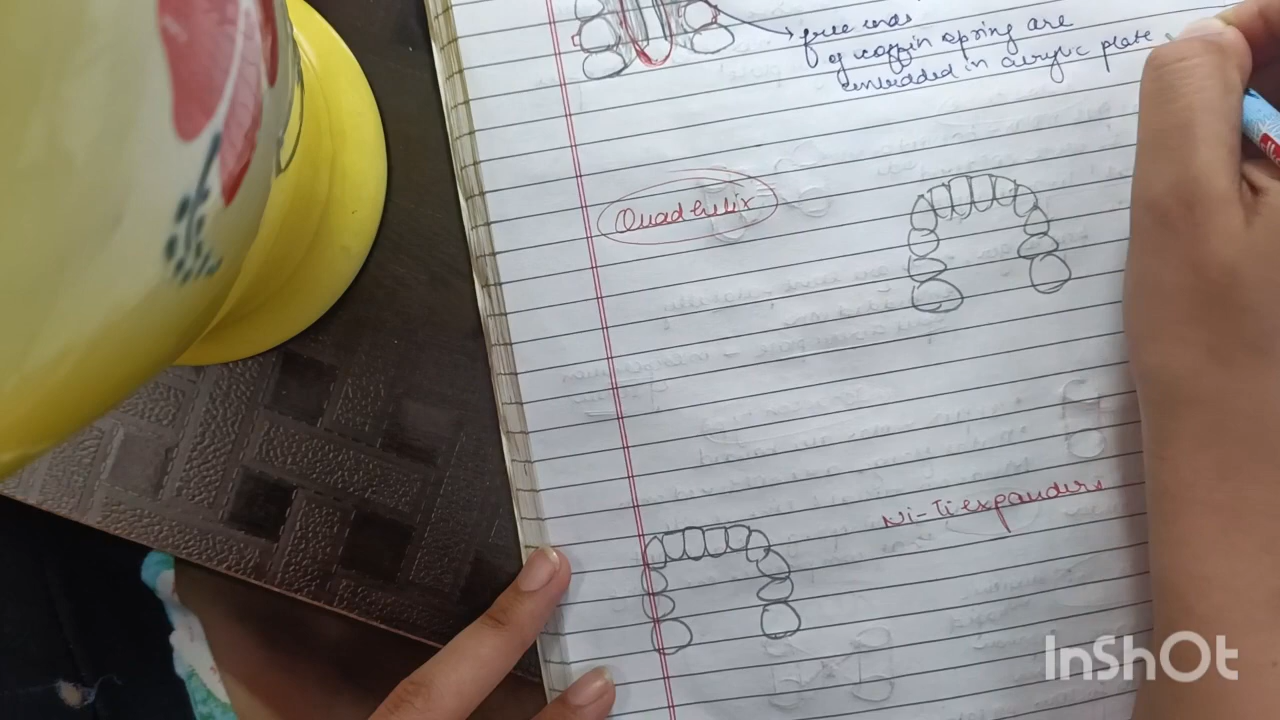 free ends
of coffin spring are
embedded in acrylic plate
Quad helix
Ni-Ti expanders
InShOt